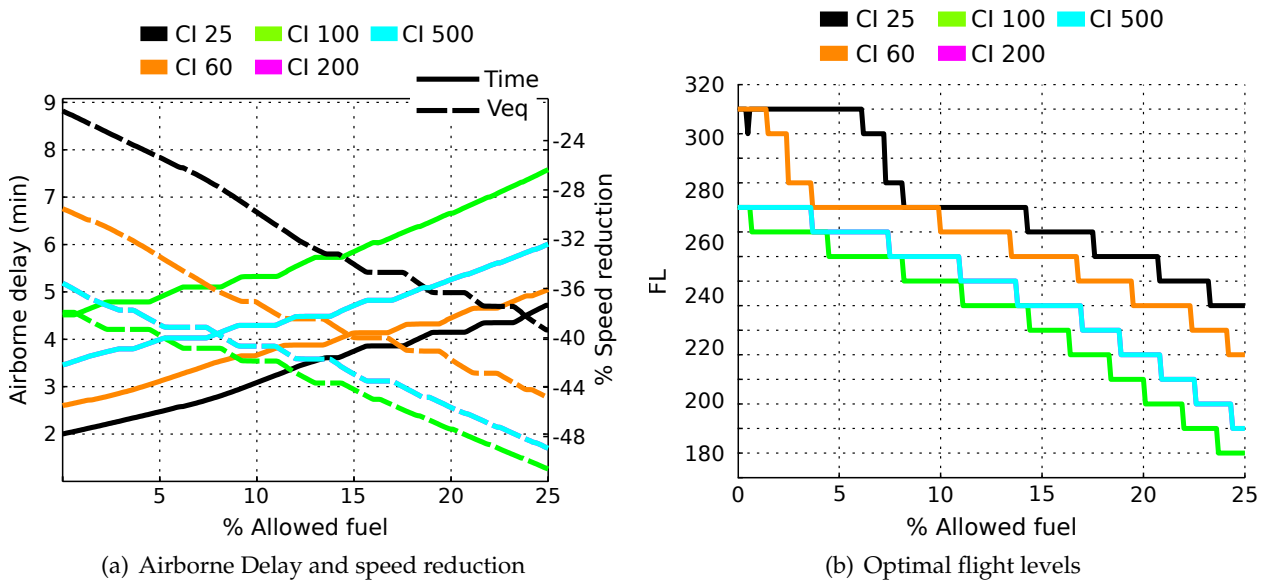 CI 25 CI 100 CI 500
CI 60 CI 200
Time
Veq
9
8
7
6
5
4
3
2
Airborne delay (min)
-24
-28
-32
-36
-40
-44
-48
% Speed reduction
5 10 15 20 25
% Allowed fuel
(a) Airborne Delay and speed reduction
CI 25 CI 100 CI 500
CI 60 CI 200
320
300
280
260
240
220
200
180
FL
0 5 10 15 20 25
% Allowed fuel
(b) Optimal flight levels